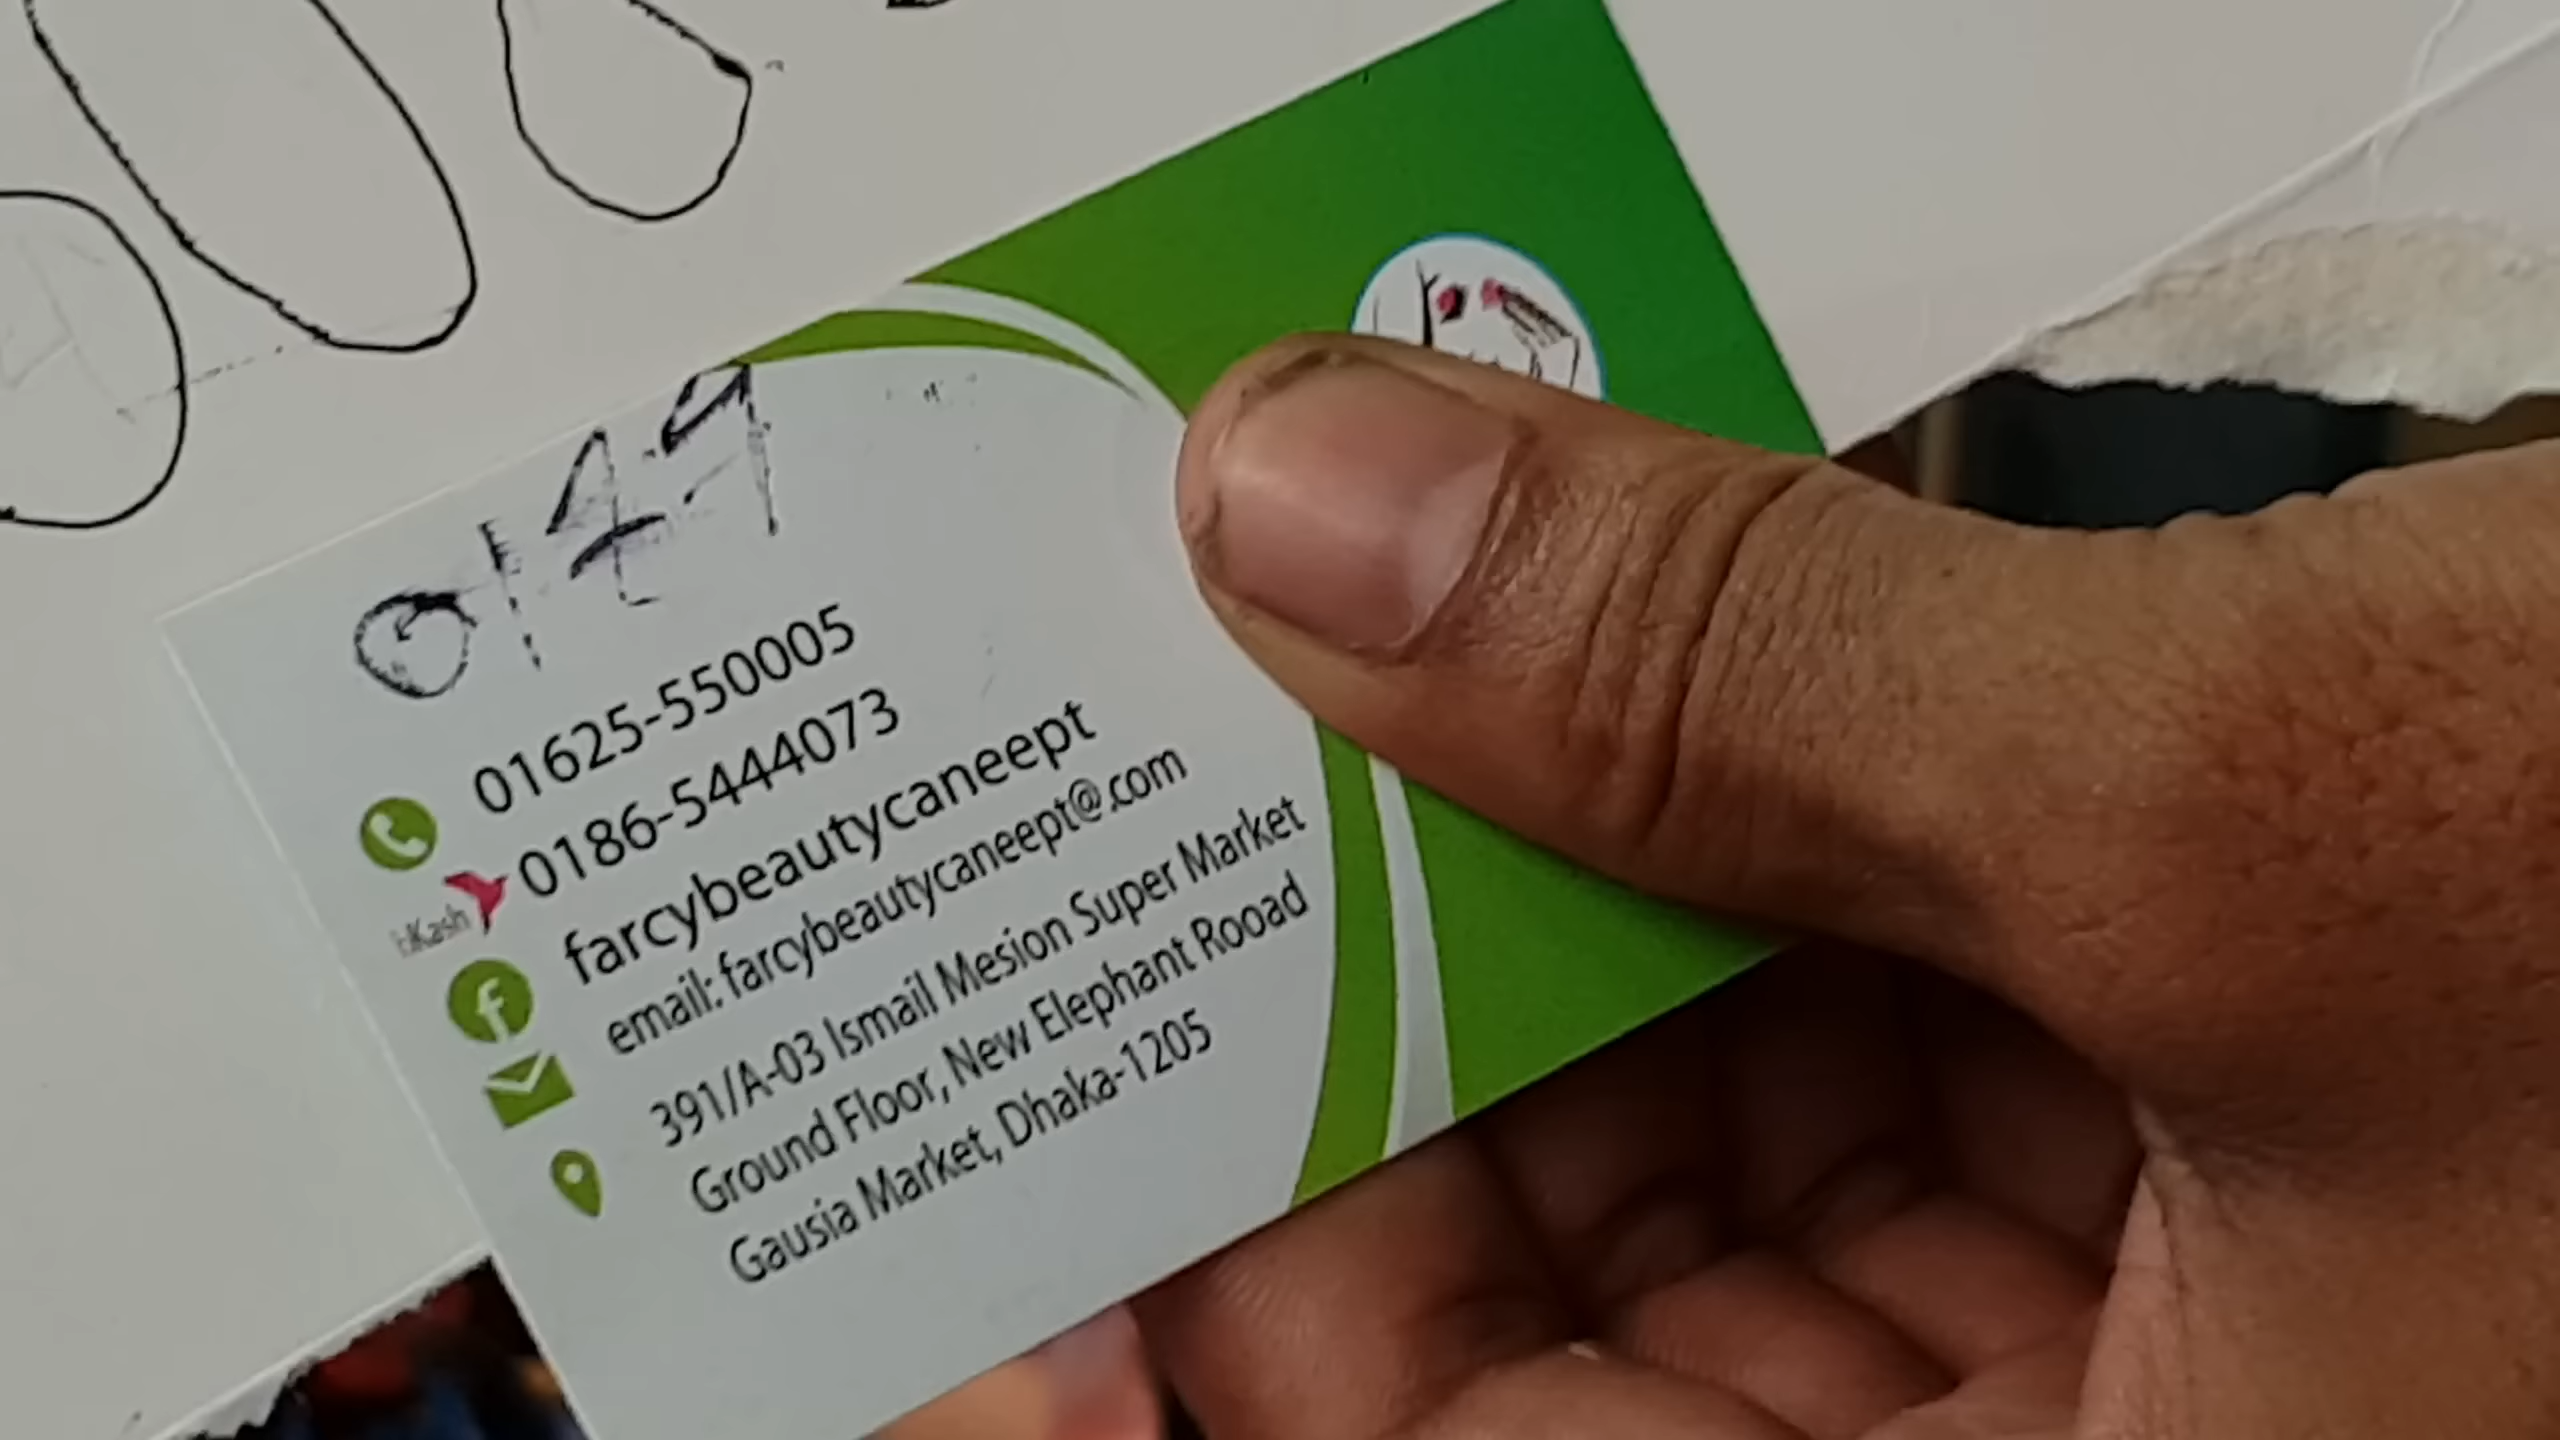 01625-550005
bKash 0186-5444073
farcybeautycaneept
email: farcybeautycaneept@.com
391/A-03 Ismail Mesion Super Market
Ground Floor, New Elephant Rooad
Gausia Market, Dhaka-1205